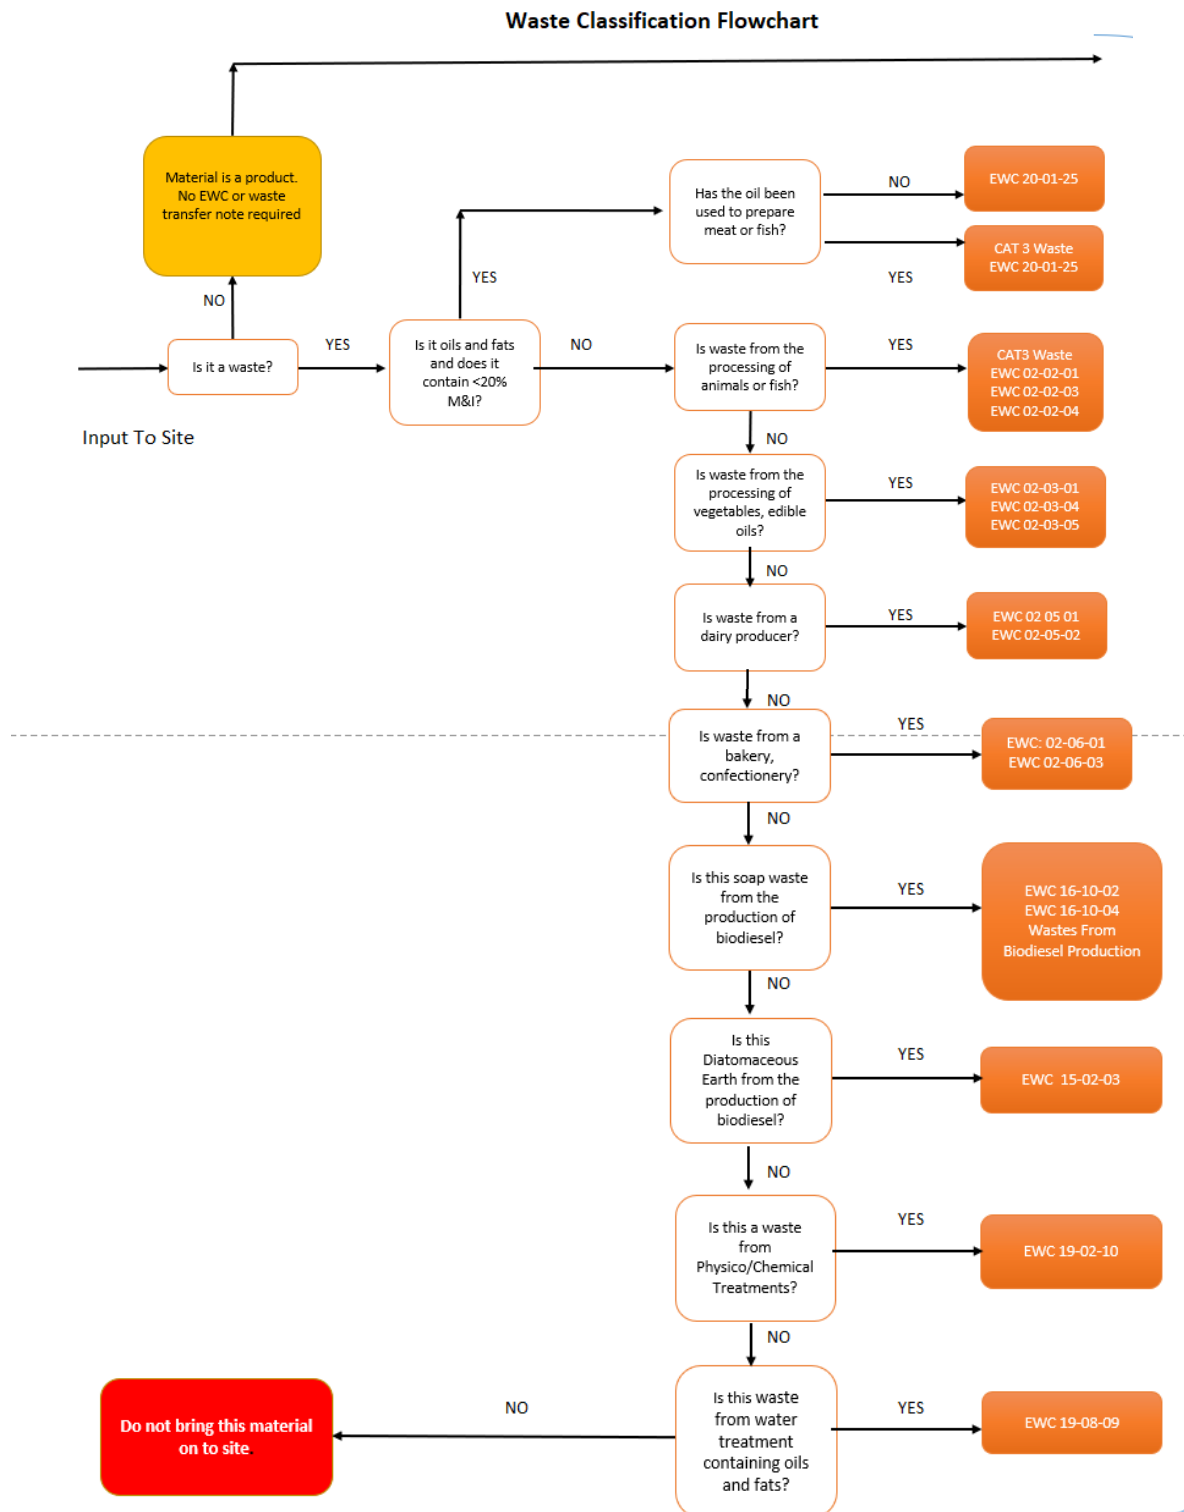 Waste Classification Flowchart
Material is a product.
No EWC or waste
transfer note required
Has the oil been
used to prepare
meat or fish?
NO
EWC 20-01-25
CAT 3 Waste
EWC 20-01-25
YES
YES
NO
Is it a waste?
YES
Is it oils and fats
and does it
contain <20%
M&I?
NO
Is waste from the
processing of
animals or fish?
YES
CAT3 Waste
EWC 02-02-01
EWC 02-02-03
EWC 02-02-04
Input To Site
NO
Is waste from the
processing of
vegetables, edible
oils?
YES
EWC 02-03-01
EWC 02-03-04
EWC 02-03-05
NO
Is waste from a
dairy producer?
YES
EWC 02 05 01
EWC 02-05-02
NO
Is waste from a
bakery,
confectionery?
YES
EWC: 02-06-01
EWC 02-06-03
NO
Is this soap waste
from the
production of
biodiesel?
YES
EWC 16-10-02
EWC 16-10-04
Wastes From
Biodiesel Production
NO
Is this
Diatomaceous
Earth from the
production of
biodiesel?
YES
EWC 15-02-03
NO
Is this a waste
from
Physico/Chemical
Treatments?
YES
EWC 19-02-10
NO
Is this waste
from water
treatment
containing oils
and fats?
YES
EWC 19-08-09
NO
Do not bring this material
on to site.